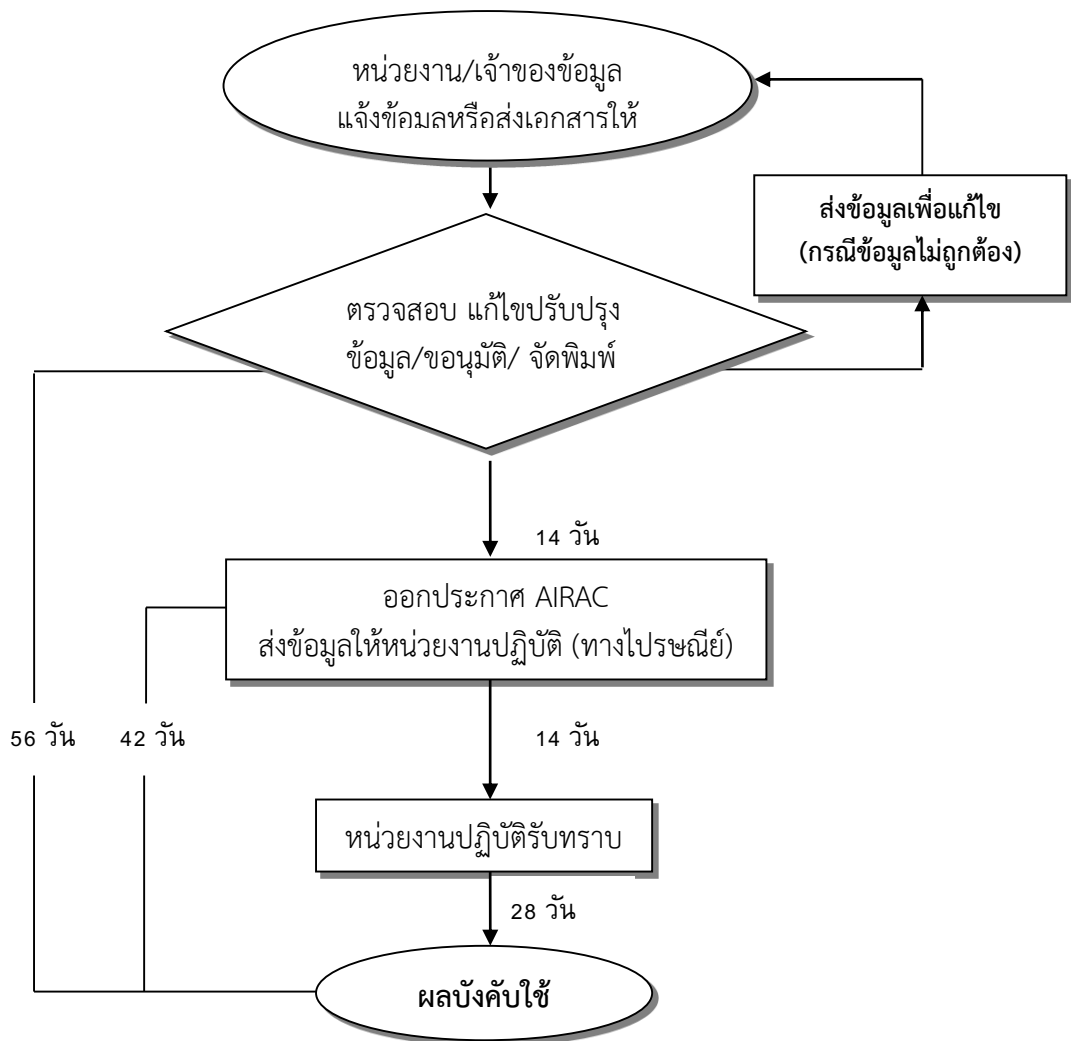 หน่วยงาน/เจ้าของข้อมูล
แจ้งข้อมูลหรือส่งเอกสารให้
ส่งข้อมูลเพื่อแก้ไข
(กรณีข้อมูลไม่ถูกต้อง)
ตรวจสอบ แก้ไขปรับปรุง
ข้อมูล/ขออนุมัติ/ จัดพิมพ์
14 วัน
ออกประกาศ AIRAC
ส่งข้อมูลให้หน่วยงานปฏิบัติ (ทางไปรษณีย์)
56 วัน
42 วัน
14 วัน
หน่วยงานปฏิบัติรับทราบ
28 วัน
ผลบังคับใช้